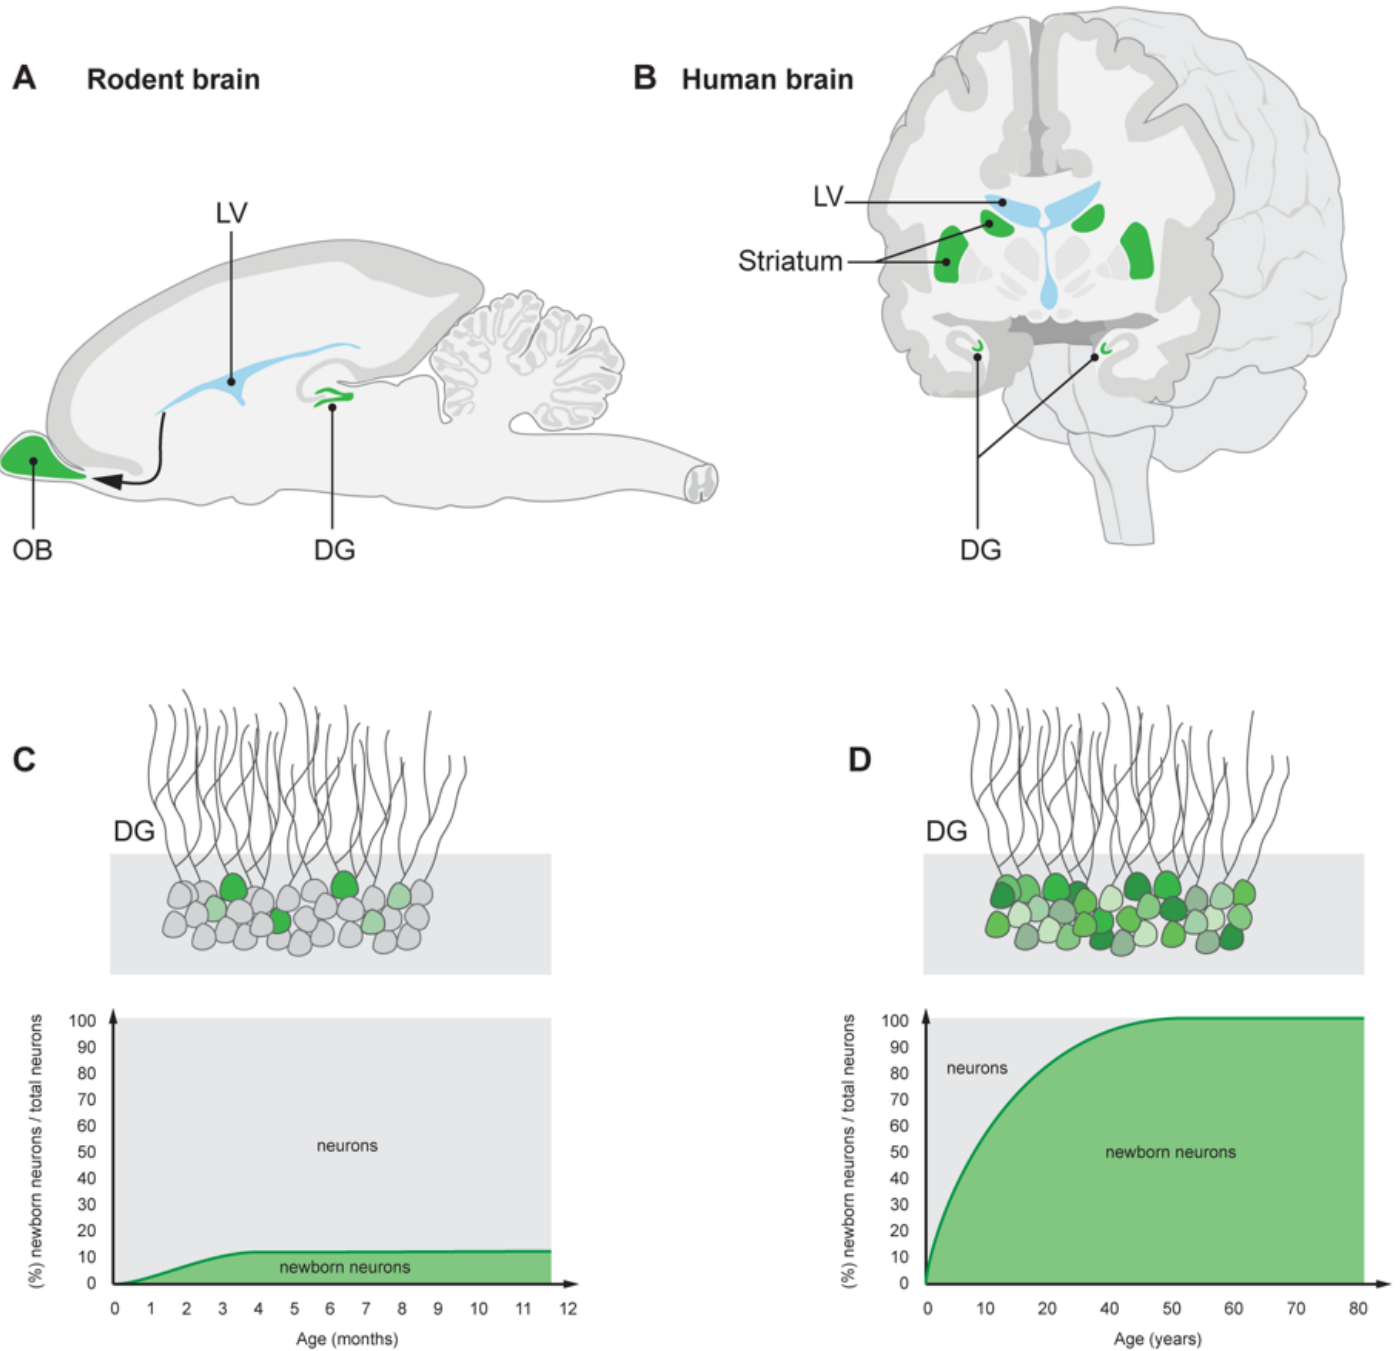 A Rodent brain
LV
OB
DG
B Human brain
LV
Striatum
DG
C
DG
(%) newborn neurons / total neurons
100
90
80
70
60
50
40
30
20
10
0
neurons
newborn neurons
0 1 2 3 4 5 6 7 8 9 10 11 12
Age (months)
D
DG
(%) newborn neurons / total neurons
100
90
80
70
60
50
40
30
20
10
0
neurons
newborn neurons
0 10 20 40 50 60 70 80
Age (years)